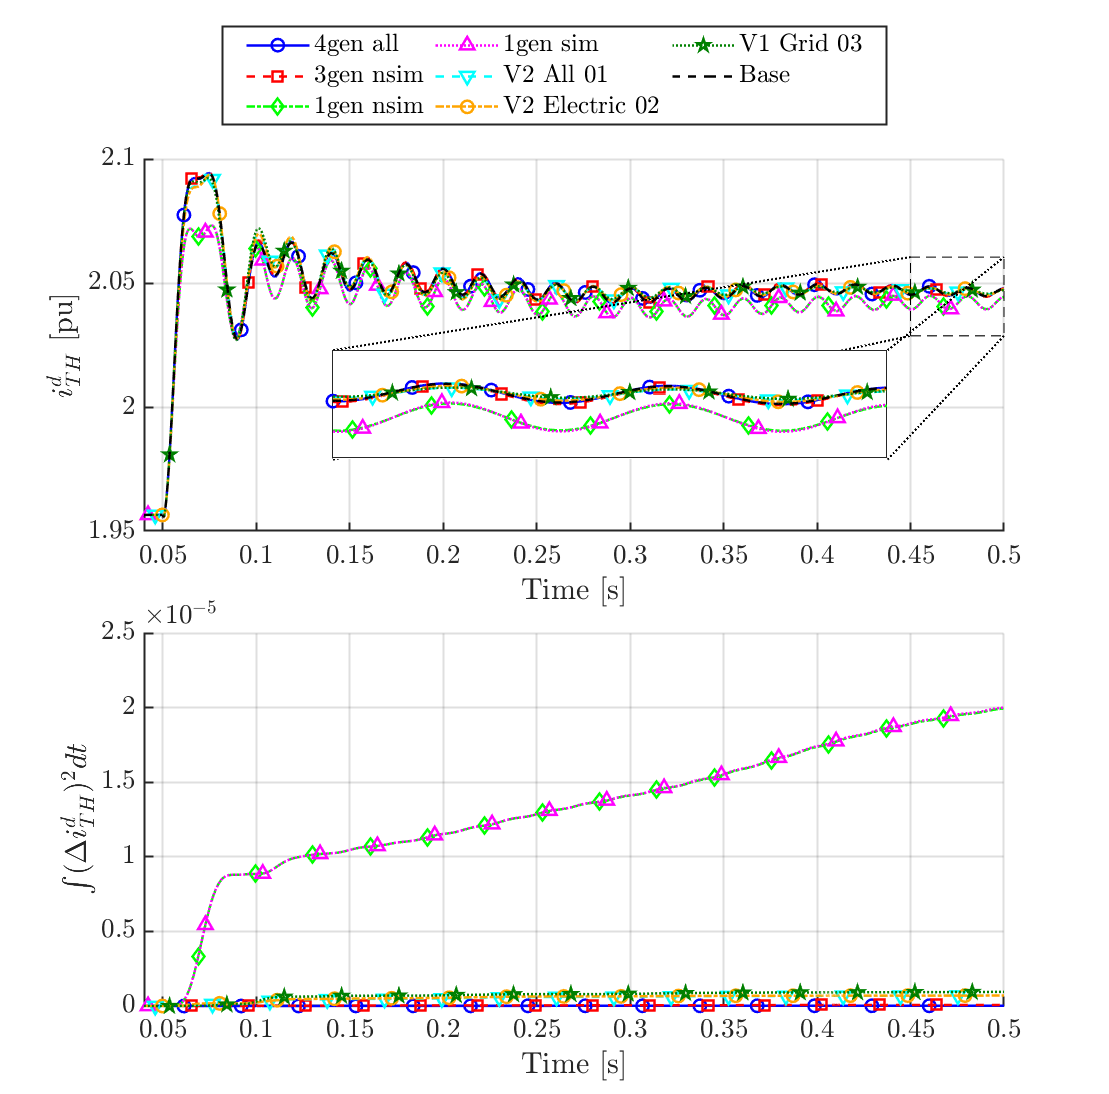 4gen all 1gen sim V1 Grid 03
3gen nsim V2 All 01 Base
1gen nsim V2 Electric 02
2.1
2.05
2
1.95
i_{TH}^{d} [pu]
0.05 0.1 0.15 0.2 0.25 0.3 0.35 0.4 0.45 0.5
Time [s]
×10^{-5}
2.5
2
1.5
1
0.5
0
∫(Δi_{TH}^{d})^2 dt
0.05 0.1 0.15 0.2 0.25 0.3 0.35 0.4 0.45 0.5
Time [s]